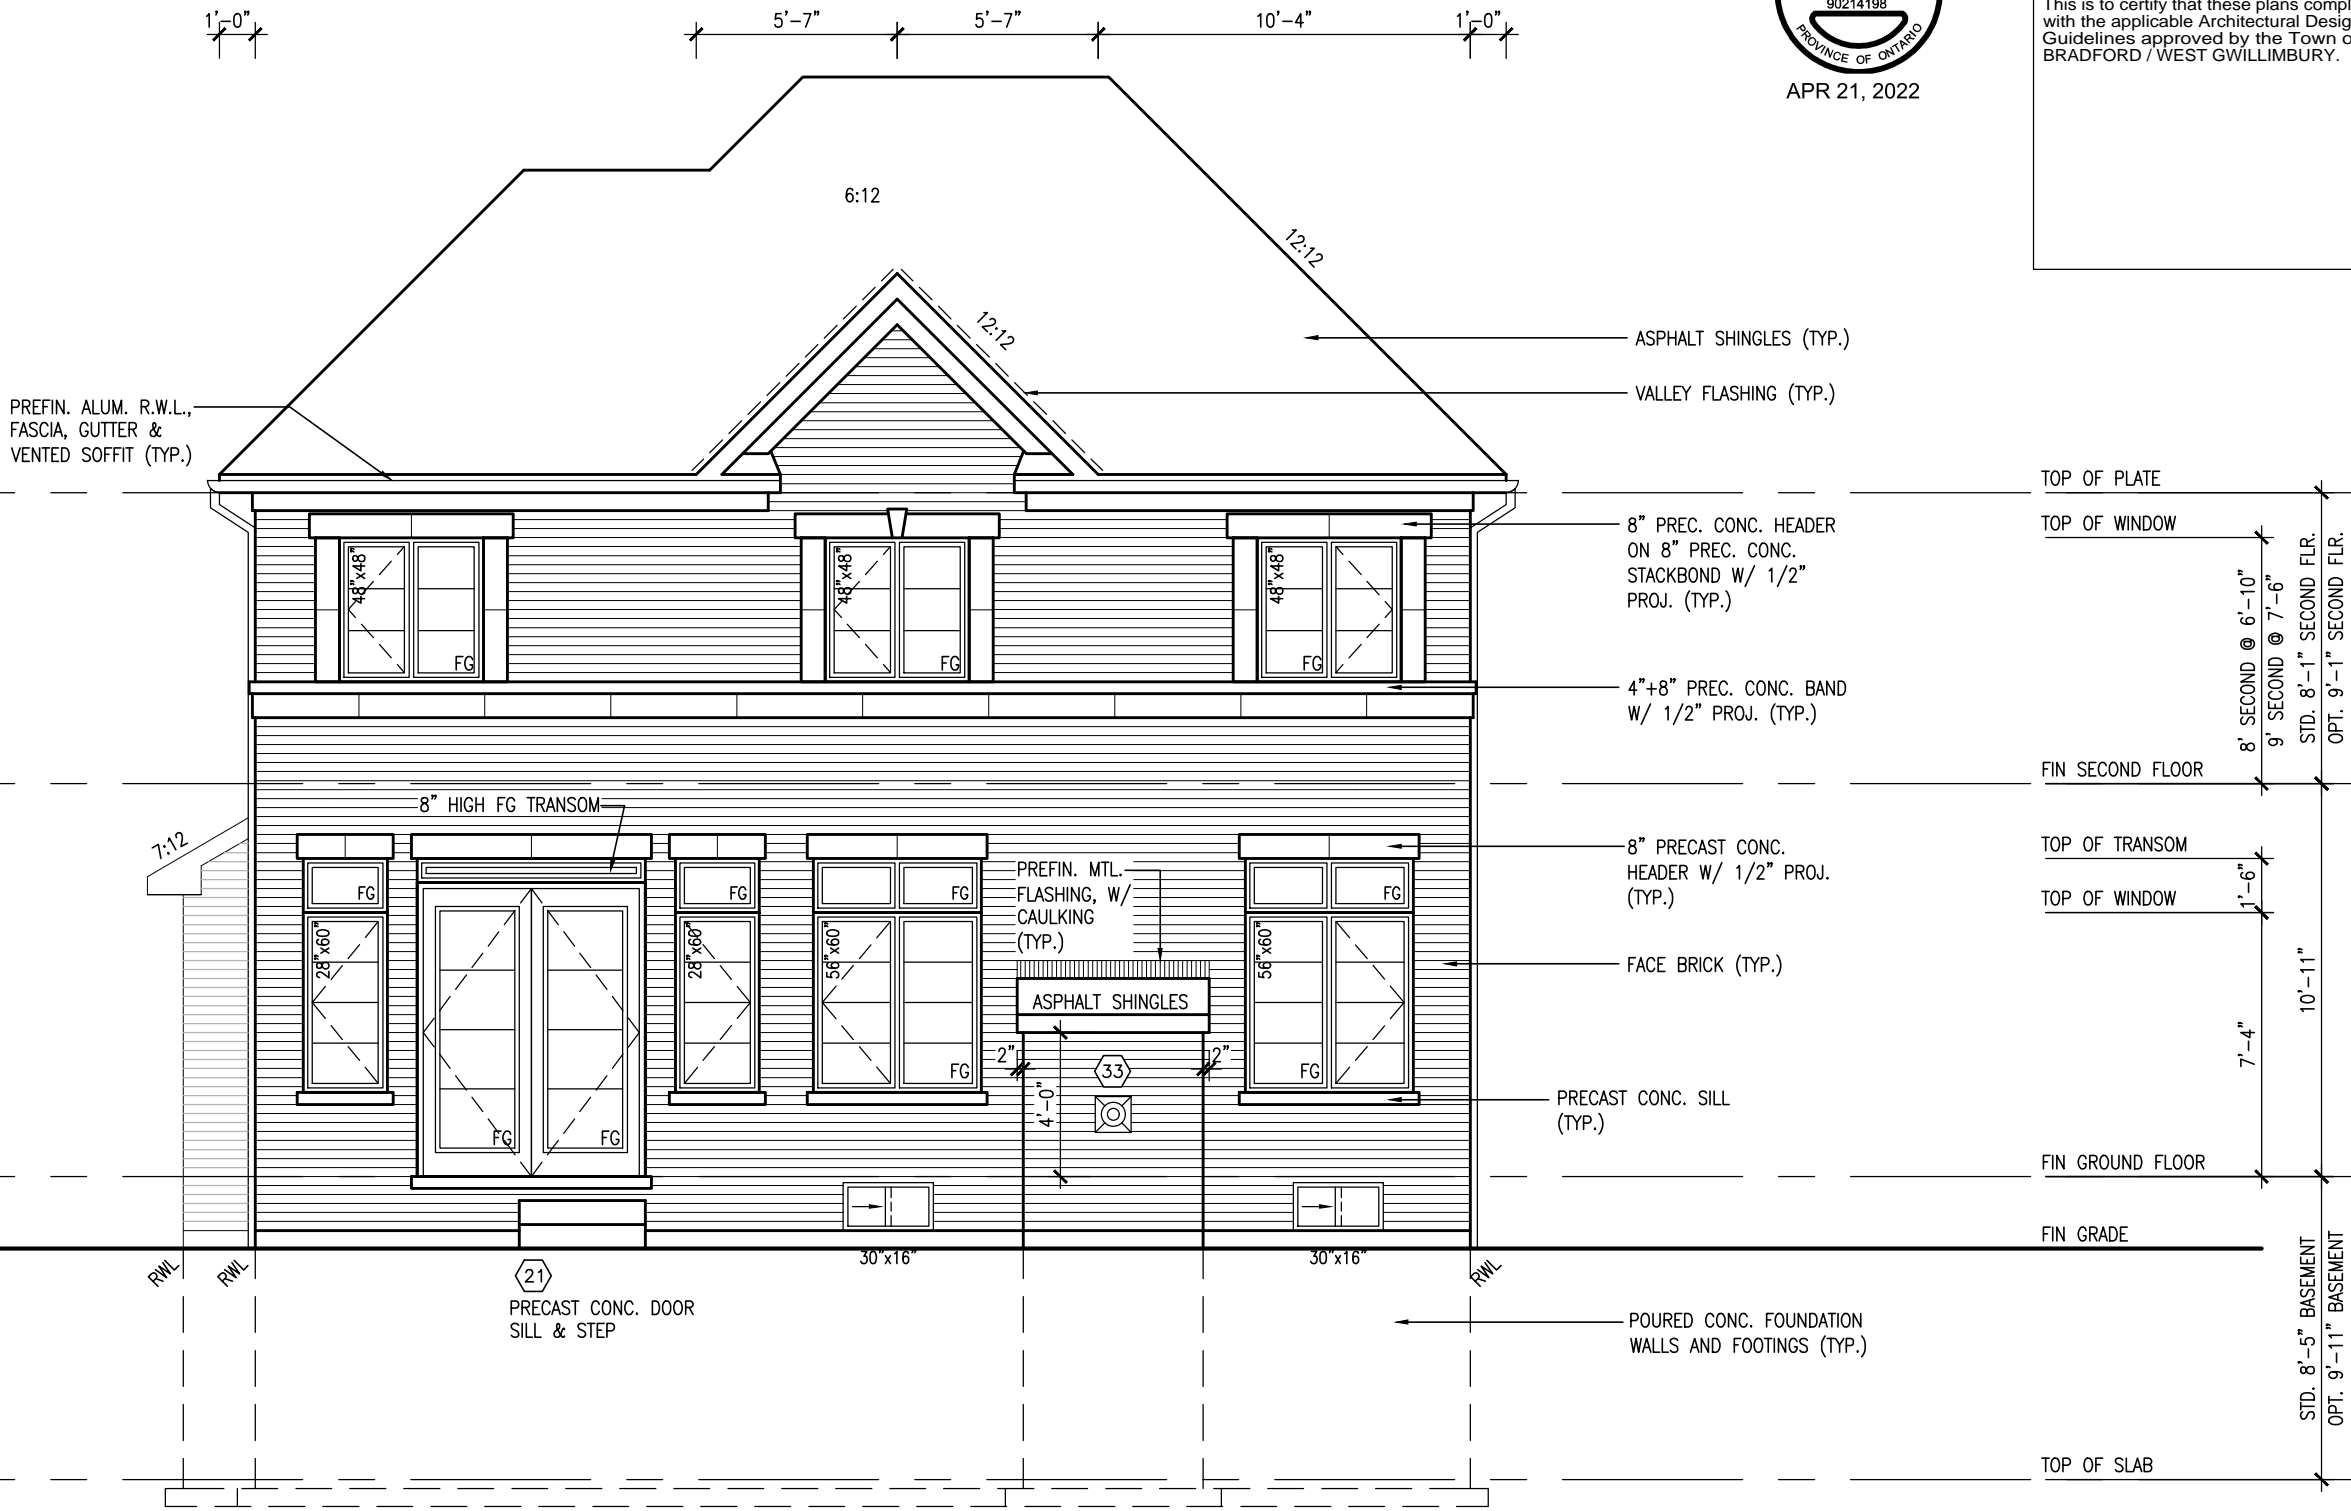 1'-0"
5'-7"
5'-7"
10'-4"
1'-0"
90214198
PROVINCE OF ONTARIO
APR 21, 2022
This is to certify that these plans
with the applicable Architectural
Guidelines approved by the Town
BRADFORD / WEST GWILLIMBURY.
6:12
12:12
12:12
ASPHALT SHINGLES (TYP.)
VALLEY FLASHING (TYP.)
PREFIN. ALUM. R.W.L.,
FASCIA, GUTTER &
VENTED SOFFIT (TYP.)
TOP OF PLATE
TOP OF WINDOW
8" PREC. CONC. HEADER
ON 8" PREC. CONC.
STACKBOND W/ 1/2"
PROJ. (TYP.)
48"x48"
FG
48"x48"
FG
48"x48"
FG
8' SECOND @ 6'-10"
9' SECOND @ 7'-6"
STD. 8'-1" SECOND FLR.
OPT. 9'-1" SECOND FLR.
4"+8" PREC. CONC. BAND
W/ 1/2" PROJ. (TYP.)
FIN SECOND FLOOR
8" HIGH FG TRANSOM
7:12
8" PRECAST CONC.
HEADER W/ 1/2" PROJ.
(TYP.)
TOP OF TRANSOM
1'-6"
TOP OF WINDOW
PREFIN. MTL.
FLASHING, W/
CAULKING
(TYP.)
FG
FG
FG
FG
28"x60"
28"x60"
56"x60"
56"x60"
FACE BRICK (TYP.)
10'-11"
7'-4"
ASPHALT SHINGLES
2"
33
2"
4'-0"
FG
FG
FG
FG
PRECAST CONC. SILL
(TYP.)
FIN GROUND FLOOR
FIN GRADE
30"x16"
30"x16"
RWL
RWL
RWL
21
PRECAST CONC. DOOR
SILL & STEP
POURED CONC. FOUNDATION
WALLS AND FOOTINGS (TYP.)
STD. 8'-5" BASEMENT
OPT. 9'-11" BASEMENT
TOP OF SLAB